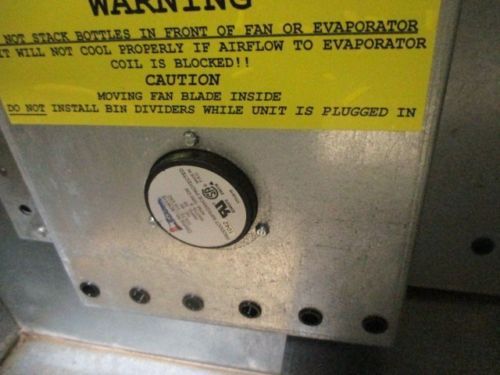 WARNING
NOT STACK BOTTLES IN FRONT OF FAN OR EVAPORATOR
IT WILL NOT COOL PROPERLY IF AIRFLOW TO EVAPORATOR
COIL IS BLOCKED!!
CAUTION
MOVING FAN BLADE INSIDE
DO NOT INSTALL BIN DIVIDERS WHILE UNIT IS PLUGGED IN